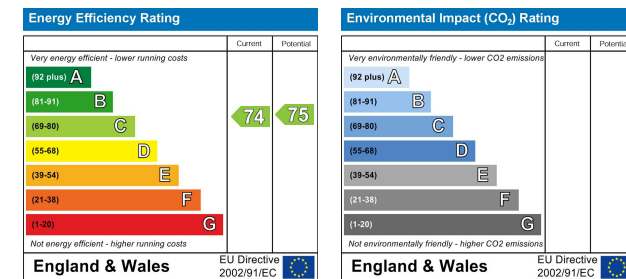 Energy Efficiency Rating
Current Potential
Very energy efficient - lower running costs
(92 plus) A
(81-91) B
(69-80) C
74 75
(55-68) D
(39-54) E
(21-38) F
(1-20) G
Not energy efficient - higher running costs
England & Wales
EU Directive
2002/91/EC
Environmental Impact (CO₂) Rating
Current Potential
Very environmentally friendly - lower CO2 emissions
(92 plus) A
(81-91) B
(69-80) C
(55-68) D
(39-54) E
(21-38) F
(1-20) G
Not environmentally friendly - higher CO2 emissions
England & Wales
EU Directive
2002/91/EC